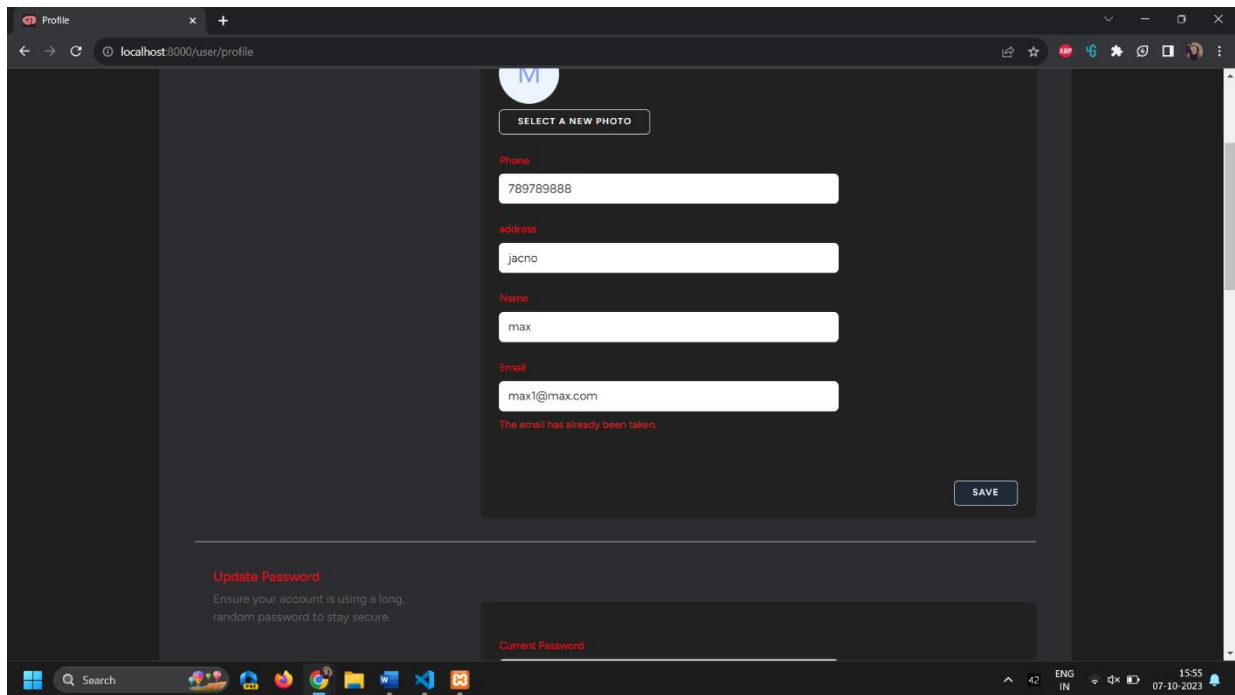 Profile
localhost:8000/user/profile
ABP
M
SELECT A NEW PHOTO
Phone
789789888
address
jacno
Name
max
Email
max1@max.com
The email has already been taken.
SAVE
Update Password
Ensure your account is using a long,
random password to stay secure.
Current Password
Search
42
ENG
IN
15:55
07-10-2023